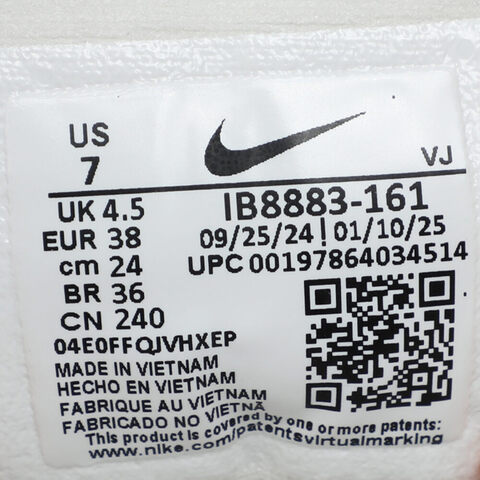 US
7
VJ
UK 4.5
IB8883-161
EUR 38
09/25/24 | 01/10/25
cm 24
UPC 00197864034514
BR 36
CN 240
04E0FFQIVHXEP
MADE IN VIETNAM
HECHO EN VIETNAM
FABRIQUE AU VIETNAM
FABRICADO NO VIETNÃ
This product is covered by one or more patents:
www.nike.com/patentsvirtualmarking